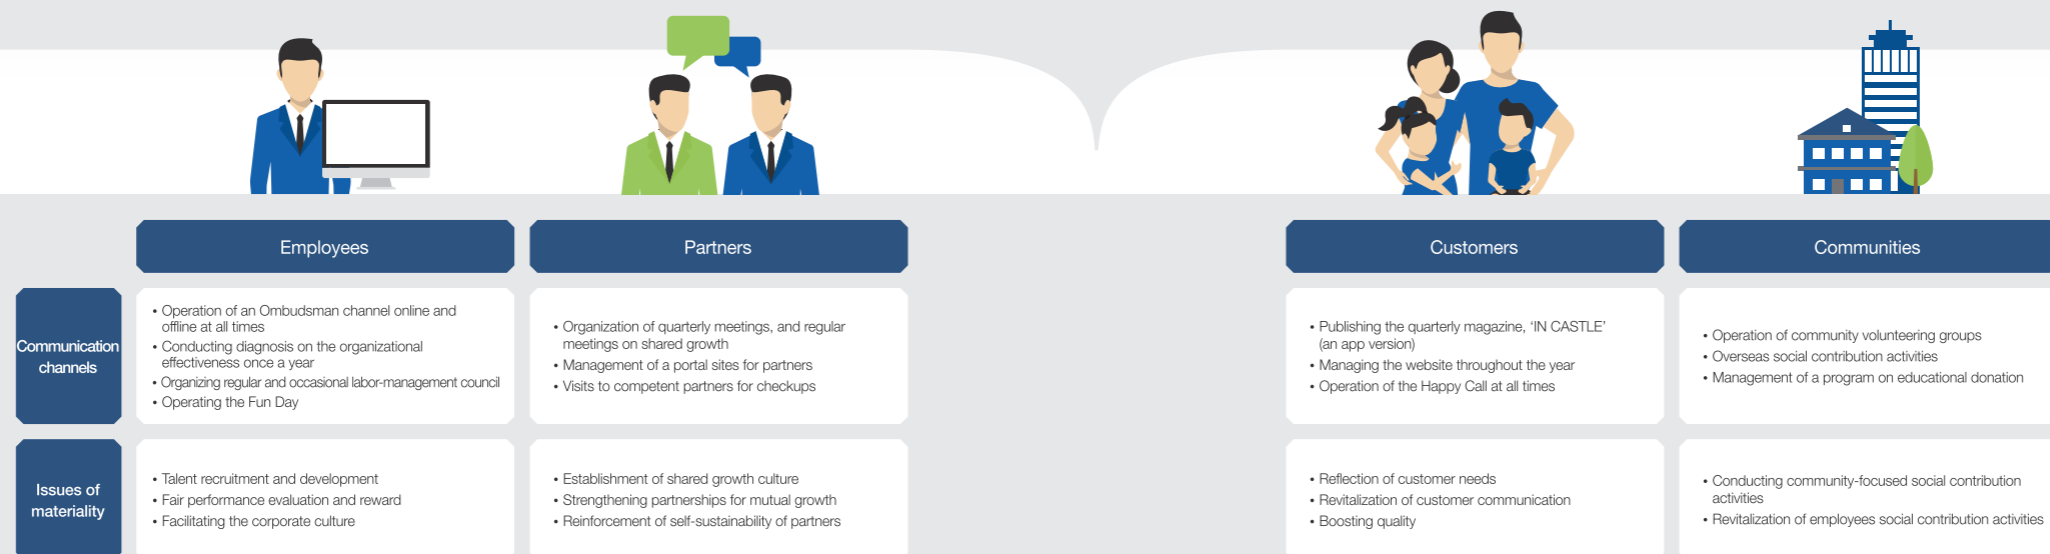 Employees
Partners
Customers
Communities
Communication
channels
• Operation of an Ombudsman channel online and
offline at all times
• Conducting diagnosis on the organizational
effectiveness once a year
• Organizing regular and occasional labor-management council
• Operating the Fun Day
• Organization of quarterly meetings, and regular
meetings on shared growth
• Management of a portal sites for partners
• Visits to competent partners for checkups
• Publishing the quarterly magazine, ‘IN CASTLE’
(an app version)
• Managing the website throughout the year
• Operation of the Happy Call at all times
• Operation of community volunteering groups
• Overseas social contribution activities
• Management of a program on educational donation
Issues of
materiality
• Talent recruitment and development
• Fair performance evaluation and reward
• Facilitating the corporate culture
• Establishment of shared growth culture
• Strengthening partnerships for mutual growth
• Reinforcement of self-sustainability of partners
• Reflection of customer needs
• Revitalization of customer communication
• Boosting quality
• Conducting community-focused social contribution
activities
• Revitalization of employees social contribution activities